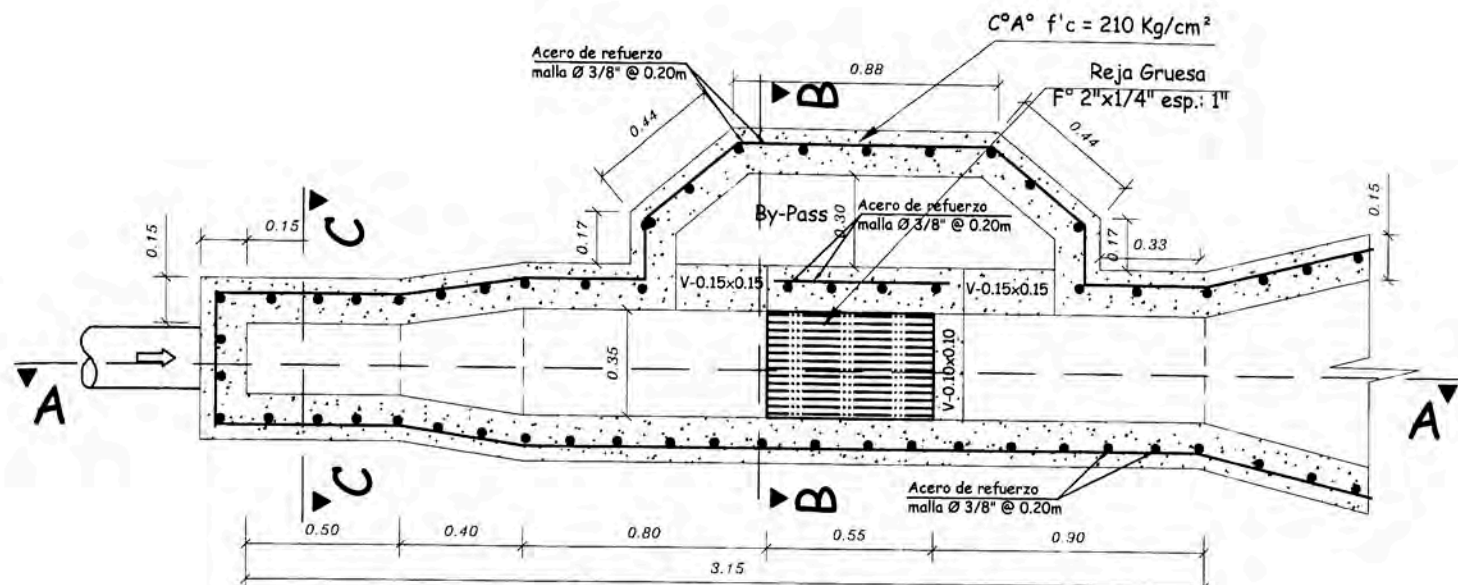 C°A° f'c = 210 Kg/cm²
Acero de refuerzo
malla Ø 3/8" @ 0.20m
0.88
Reja Gruesa
F° 2"x1/4" esp.: 1"
B
0.44
0.44
By-Pass
0.30
Acero de refuerzo
malla Ø 3/8" @ 0.20m
0.15
0.15
C
0.17
0.17
0.33
0.15
V-0.15x0.15
V-0.15x0.15
0.35
V-0.10x0.10
A
A
C
B
Acero de refuerzo
malla Ø 3/8" @ 0.20m
0.50
0.40
0.80
0.55
0.90
3.15